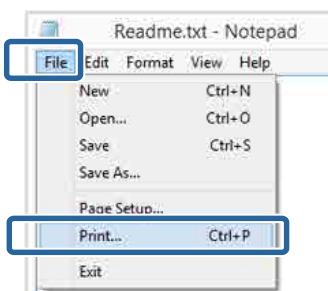 Readme.txt - Notepad
File Edit Format View Help
New Ctrl+N
Open... Ctrl+O
Save Ctrl+S
Save As...
Page Setup...
Print... Ctrl+P
Exit